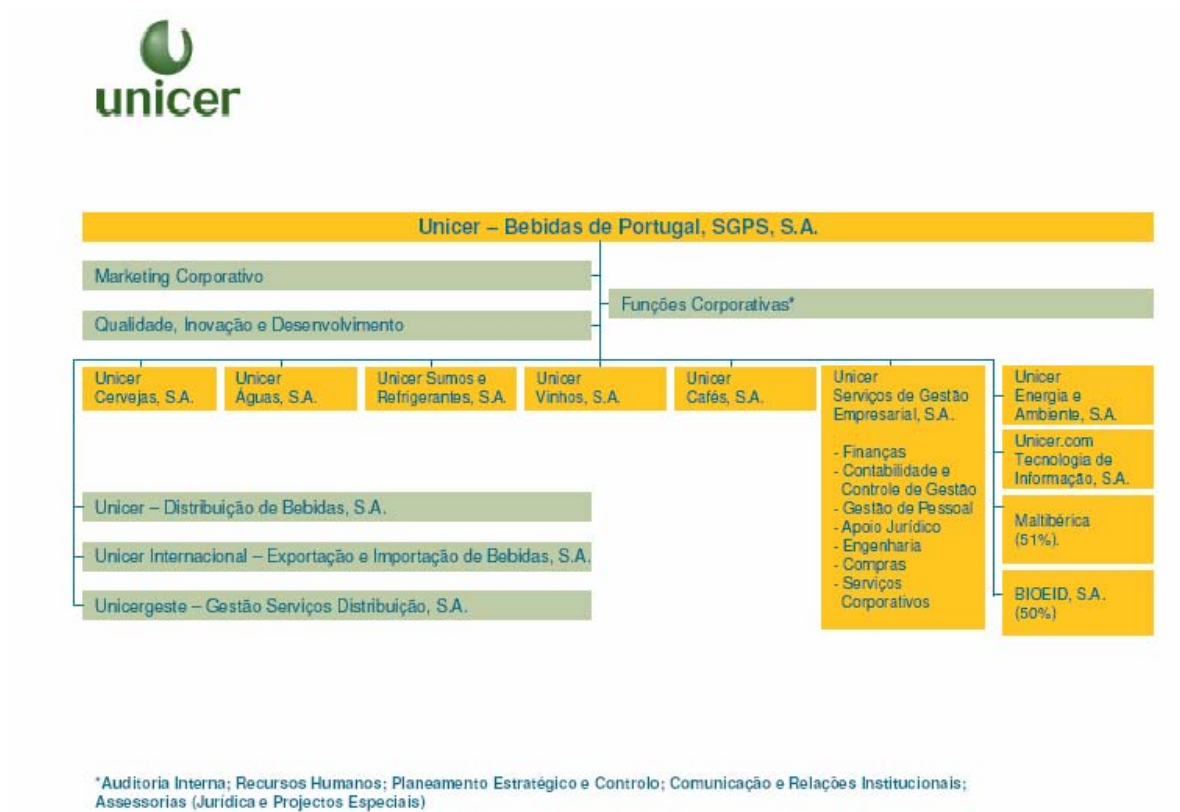 unicer
Unicer – Bebidas de Portugal, SGPS, S.A.
Marketing Corporativo
Funções Corporativas*
Qualidade, Inovação e Desenvolvimento
Unicer
Cervejas, S.A.
Unicer
Águas, S.A.
Unicer Sumos e
Refrigerantes, S.A.
Unicer
Vinhos, S.A.
Unicer
Cafés, S.A.
Unicer
Serviços de Gestão
Empresarial, S.A.
- Finanças
- Contabilidade e
Controle de Gestão
- Gestão de Pessoal
- Apoio Jurídico
- Engenharia
- Compras
- Serviços
Corporativos
Unicer
Energia e
Ambiente, S.A.
Unicer.com
Tecnologia de
Informação, S.A.
Maltibérica
(51%).
BIOEID, S.A.
(50%)
Unicer – Distribuição de Bebidas, S.A.
Unicer Internacional – Exportação e Importação de Bebidas, S.A.
Unicergeste – Gestão Serviços Distribuição, S.A.
*Auditoria Interna; Recursos Humanos; Planeamento Estratégico e Controlo; Comunicação e Relações Institucionais;
Assessorias (Jurídica e Projectos Especiais)